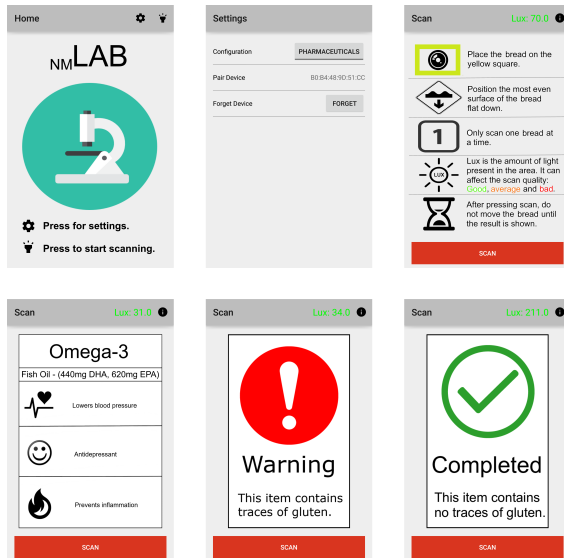 Home
NMLAB
Press for settings.
Press to start scanning.
Settings
Configuration PHARMACEUTICALS
Pair Device B0:B4:48:9D:51:CC
Forget Device FORGET
Scan Lux: 70.0
Place the bread on the
yellow square.
Position the most even
surface of the bread
flat down.
1
Only scan one bread at
a time.
LUX
Lux is the amount of light
present in the area. It can
affect the scan quality:
Good, average and bad.
After pressing scan, do
not move the bread until
the result is shown.
SCAN
Scan Lux: 31.0
Omega-3
Fish Oil - (440mg DHA, 620mg EPA)
Lowers blood pressure
Antidepressant
Prevents inflammation
SCAN
Scan Lux: 34.0
Warning
This item contains
traces of gluten.
SCAN
Scan Lux: 211.0
Completed
This item contains
no traces of gluten.
SCAN